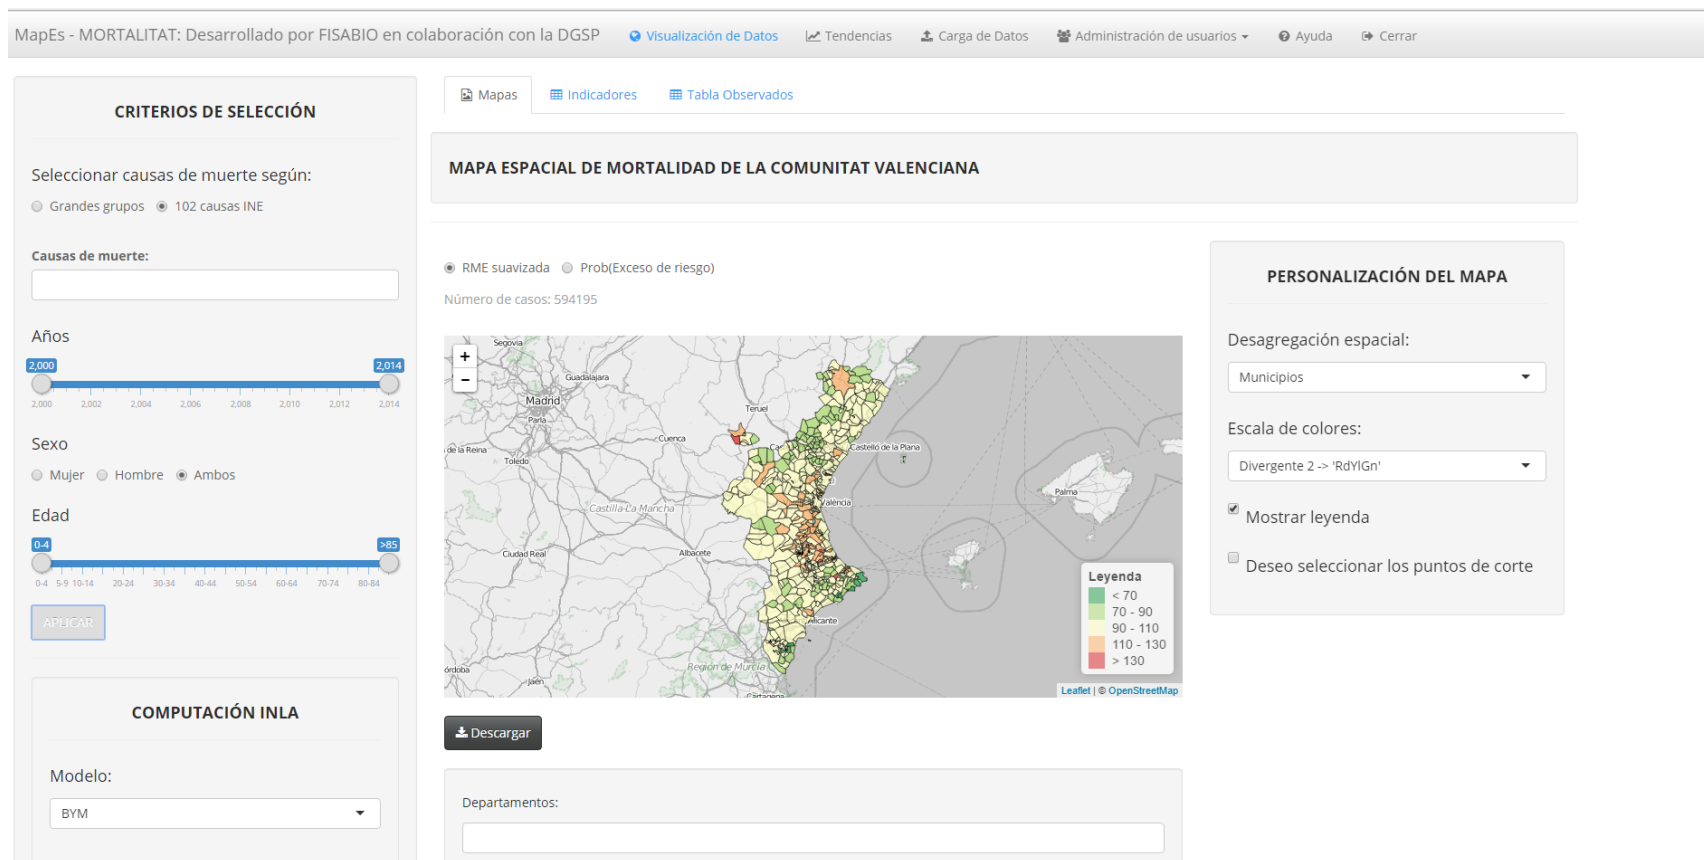 MapEs - MORTALITAT: Desarrollado por FISABIO en colaboración con la DGSP Visualización de Datos Tendencias Carga de Datos Administración de usuarios Ayuda Cerrar
CRITERIOS DE SELECCIÓN
Seleccionar causas de muerte según:
Grandes grupos 102 causas INE
Causas de muerte:
Años
2,000 2,014
2,000 2,002 2,004 2,006 2,008 2,010 2,012 2,014
Sexo
Mujer Hombre Ambos
Edad
0-4 >85
0-4 5-9 10-14 20-24 30-34 40-44 50-54 60-64 70-74 80-84
APLICAR
COMPUTACIÓN INLA
Modelo:
BYM
Mapas Indicadores Tabla Observados
MAPA ESPACIAL DE MORTALIDAD DE LA COMUNITAT VALENCIANA
RME suavizada Prob(Exceso de riesgo)
Número de casos: 594195
+
-
Segovia
Guadalajara
Madrid
Parla
Teruel
Cuenca
de la Reina
Toledo
Castelló de la Plana
Palma
València
Castilla-La Mancha
Ciudad Real
Albacete
Alicante
Región de Murcia
órdoba
Jaén
Cartagena
Leyenda
< 70
70 - 90
90 - 110
110 - 130
> 130
Leaflet | © OpenStreetMap
Descargar
Departamentos:
PERSONALIZACIÓN DEL MAPA
Desagregación espacial:
Municipios
Escala de colores:
Divergente 2 -> 'RdYlGn'
Mostrar leyenda
Deseo seleccionar los puntos de corte